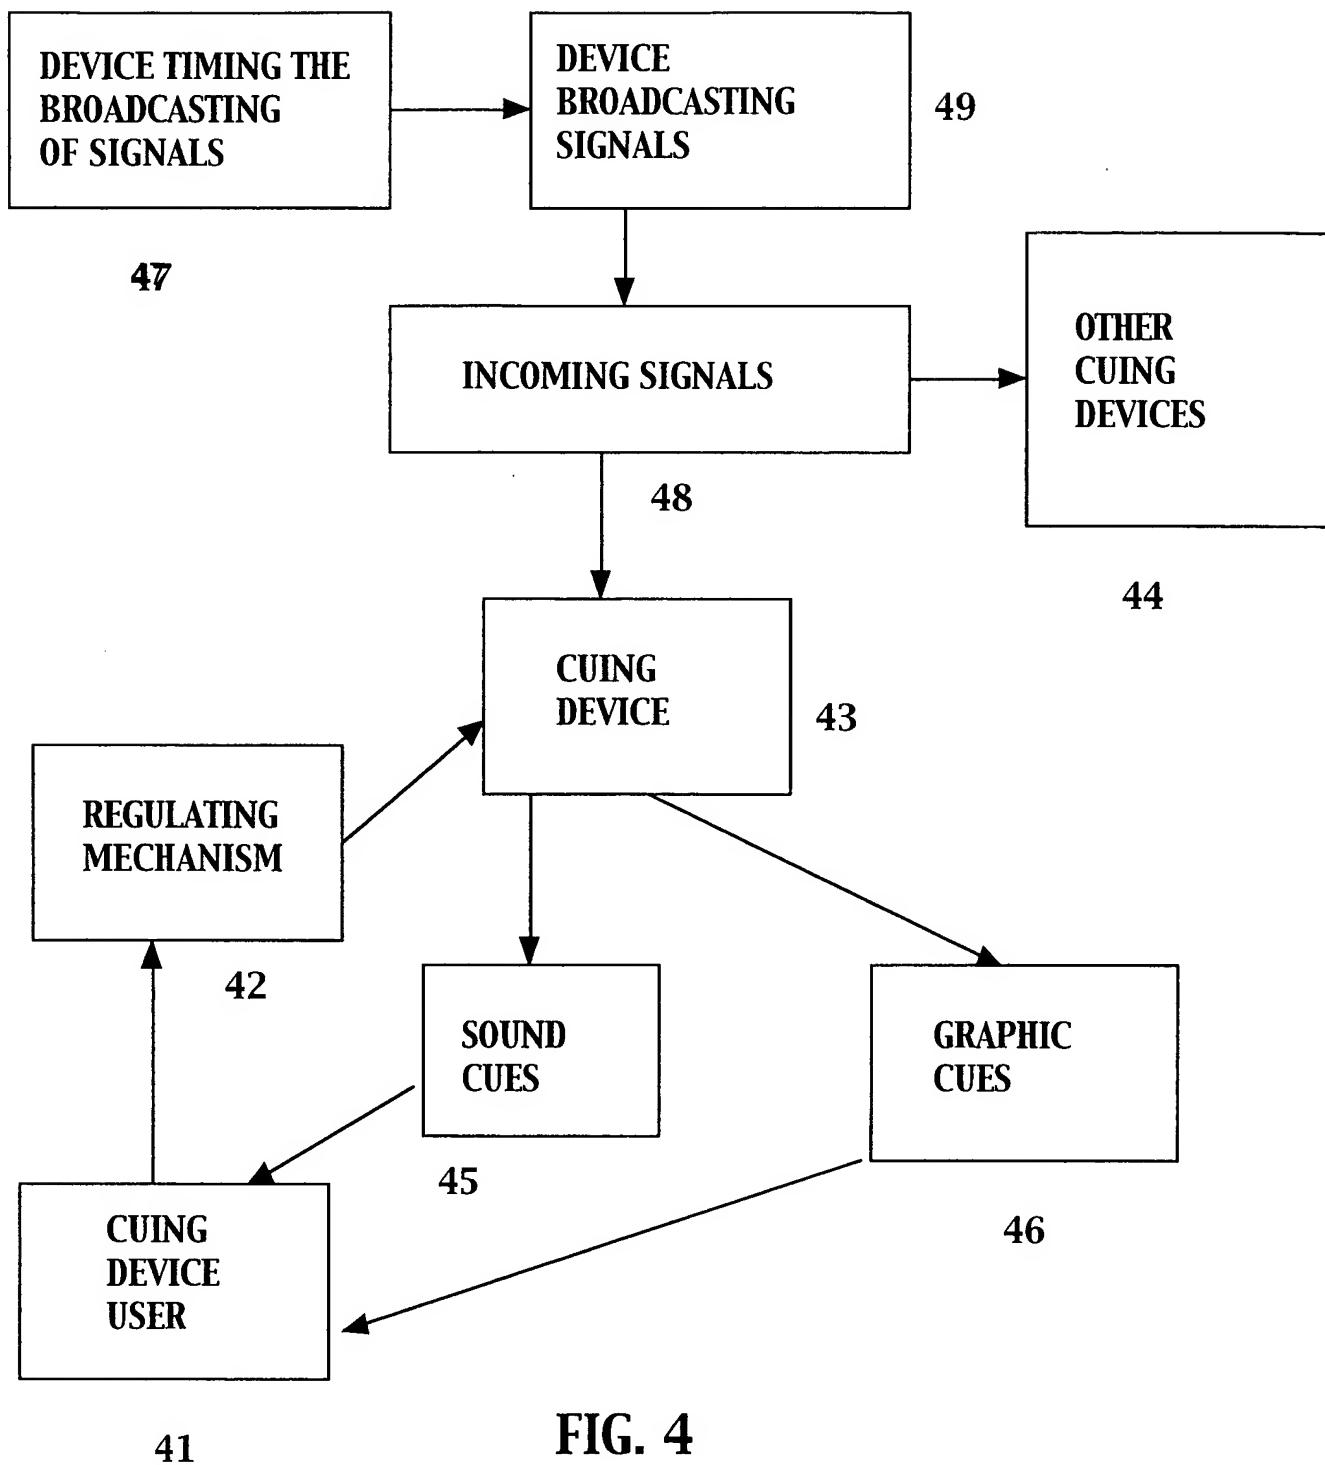 DEVICE TIMING THE
BROADCASTING
OF SIGNALS
47
DEVICE
BROADCASTING
SIGNALS
49
INCOMING SIGNALS
48
OTHER
CUING
DEVICES
44
CUING
DEVICE
43
REGULATING
MECHANISM
42
SOUND
CUES
45
GRAPHIC
CUES
46
CUING
DEVICE
USER
41
FIG. 4